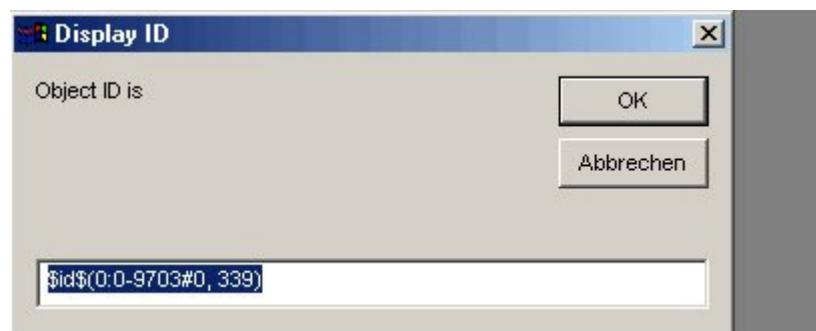 Display ID
Object ID is
OK
Abbrechen
$id$(0:0-9703#0, 339)